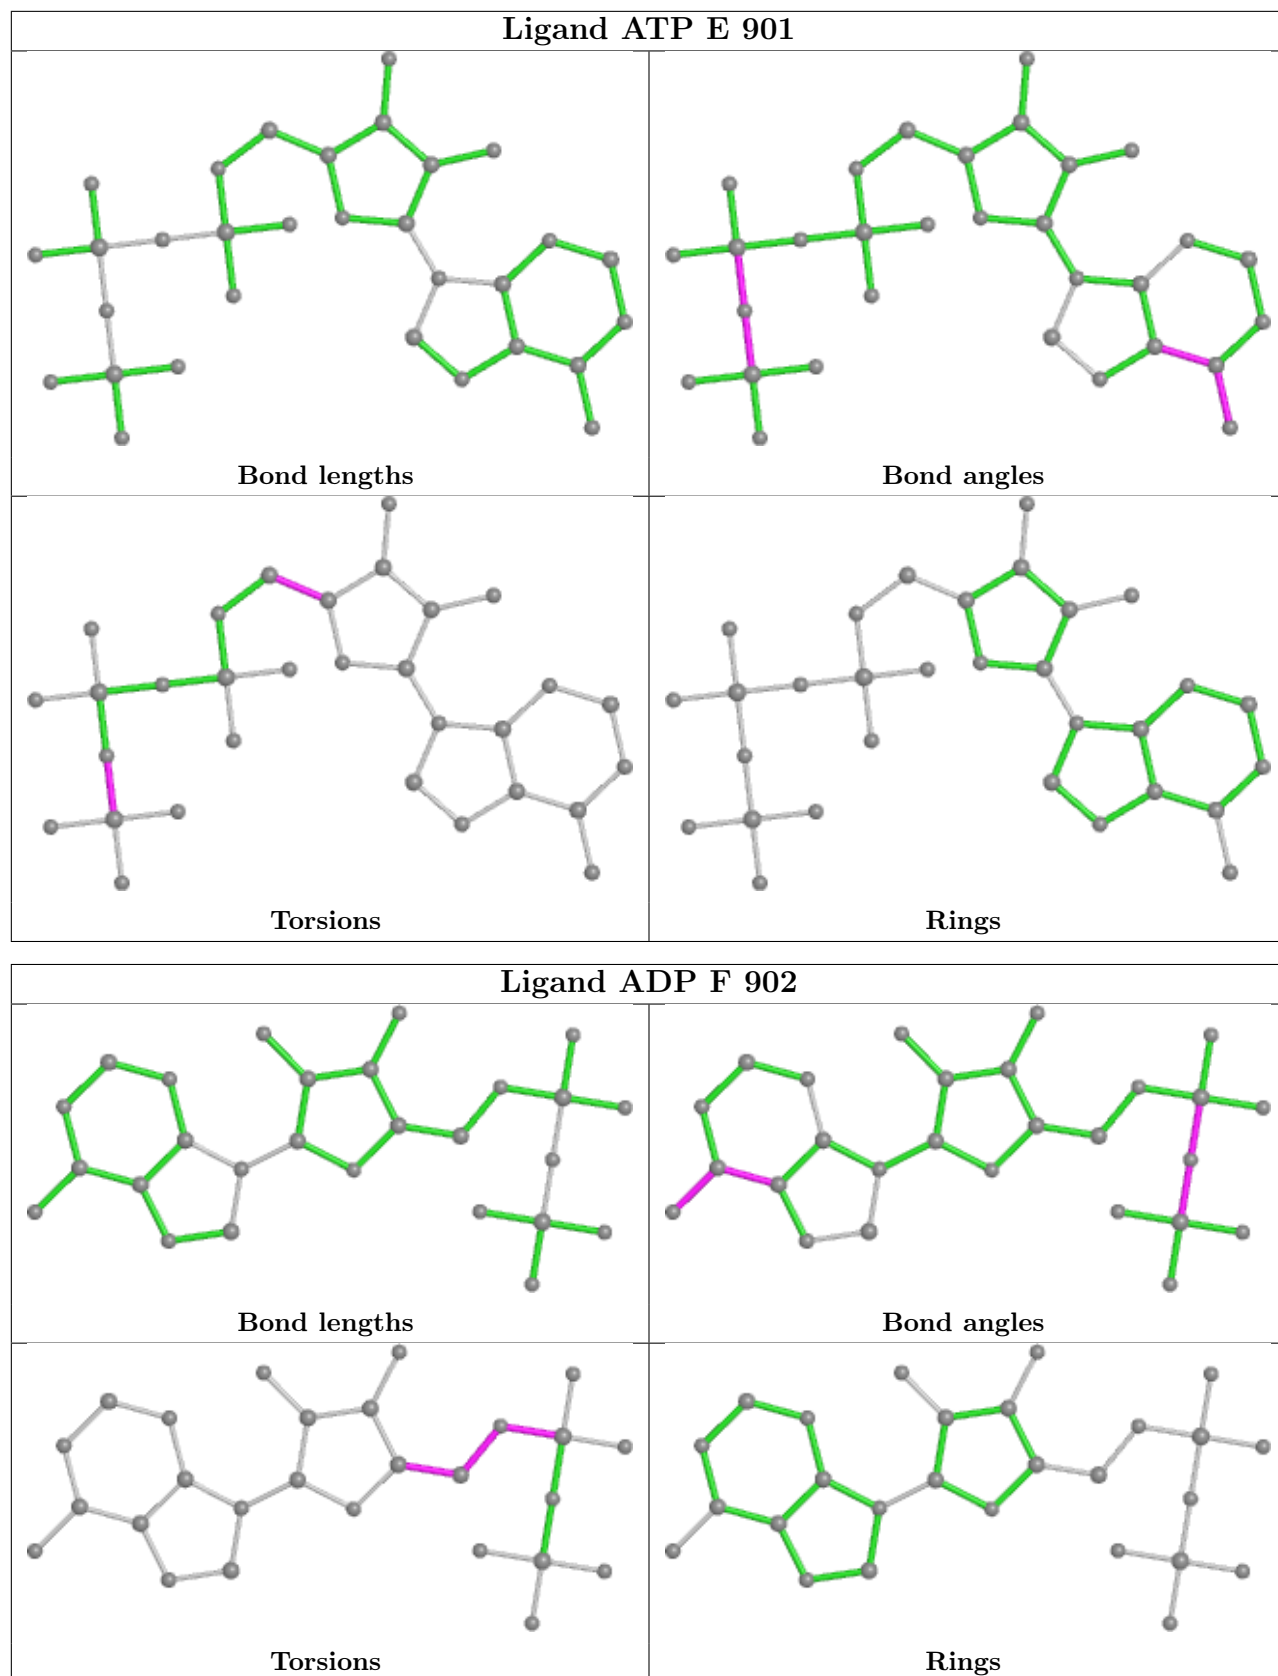 Ligand ATP E 901
Bond lengths
Bond angles
Torsions
Rings
Ligand ADP F 902
Bond lengths
Bond angles
Torsions
Rings